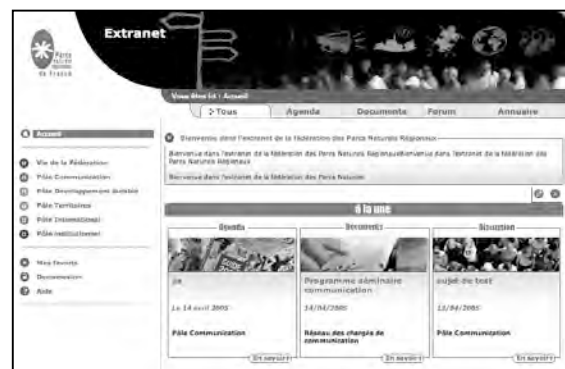 Extranet
Parcs
de France
Vous êtes ici : Accueil
Tous Agenda Documents Forum Annuaire
Accueil
Bienvenue dans l'extranet de la fédération des Parcs Naturels Régionaux
Bienvenue dans l'extranet de la fédération des Parcs Naturels RégionauxBienvenue dans l'extranet de la fédération des
Parcs Naturels Régionaux
Bienvenue dans l'extranet de la fédération des Parcs Naturels
Vie de la Fédération
Pôle Communication
Pôle Développement durable
Pôle Territoires
Pôle International
Pôle Institutionnel
Mes favoris
Déconnexion
Aide
à la une
Agenda
Documents
Discussion
Programme séminaire
communication
sujet de test
Le 14 avril 2005
14/04/2005
Pôle Communication
Réseau des chargés de
communication
Pôle Communication
En savoir+
En savoir+
En savoir+